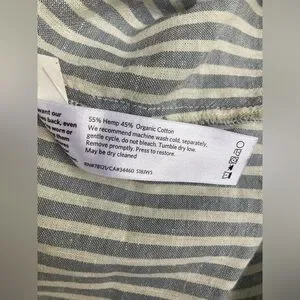 want our
back, even
more or
55% Hemp 45% Organic Cotton
We recommend machine wash cold, separately,
gentle cycle, do not bleach. Tumble dry low.
Remove promptly. Press to restore.
May be dry cleaned